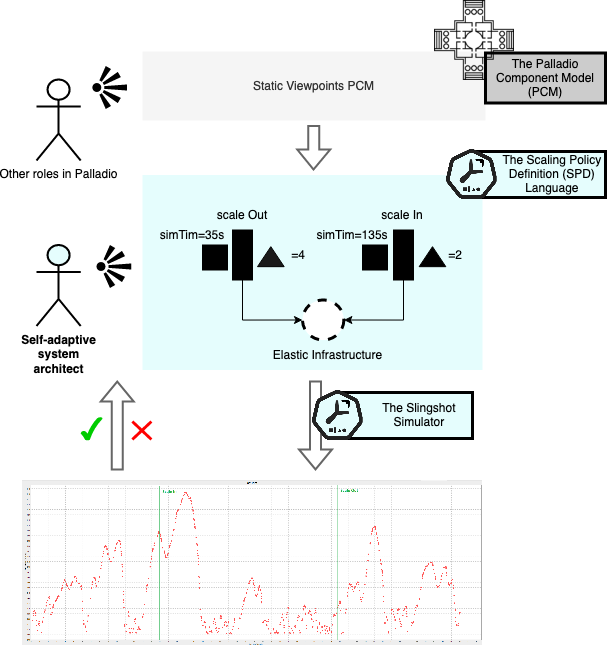 The Palladio
Component Model
(PCM)
Static Viewpoints PCM
Other roles in Palladio
The Scaling Policy
Definition (SPD)
Language
scale Out
scale In
simTim=35s
=4
simTim=135s
=2
Elastic Infrastructure
Self-adaptive
system
architect
The Slingshot
Simulator